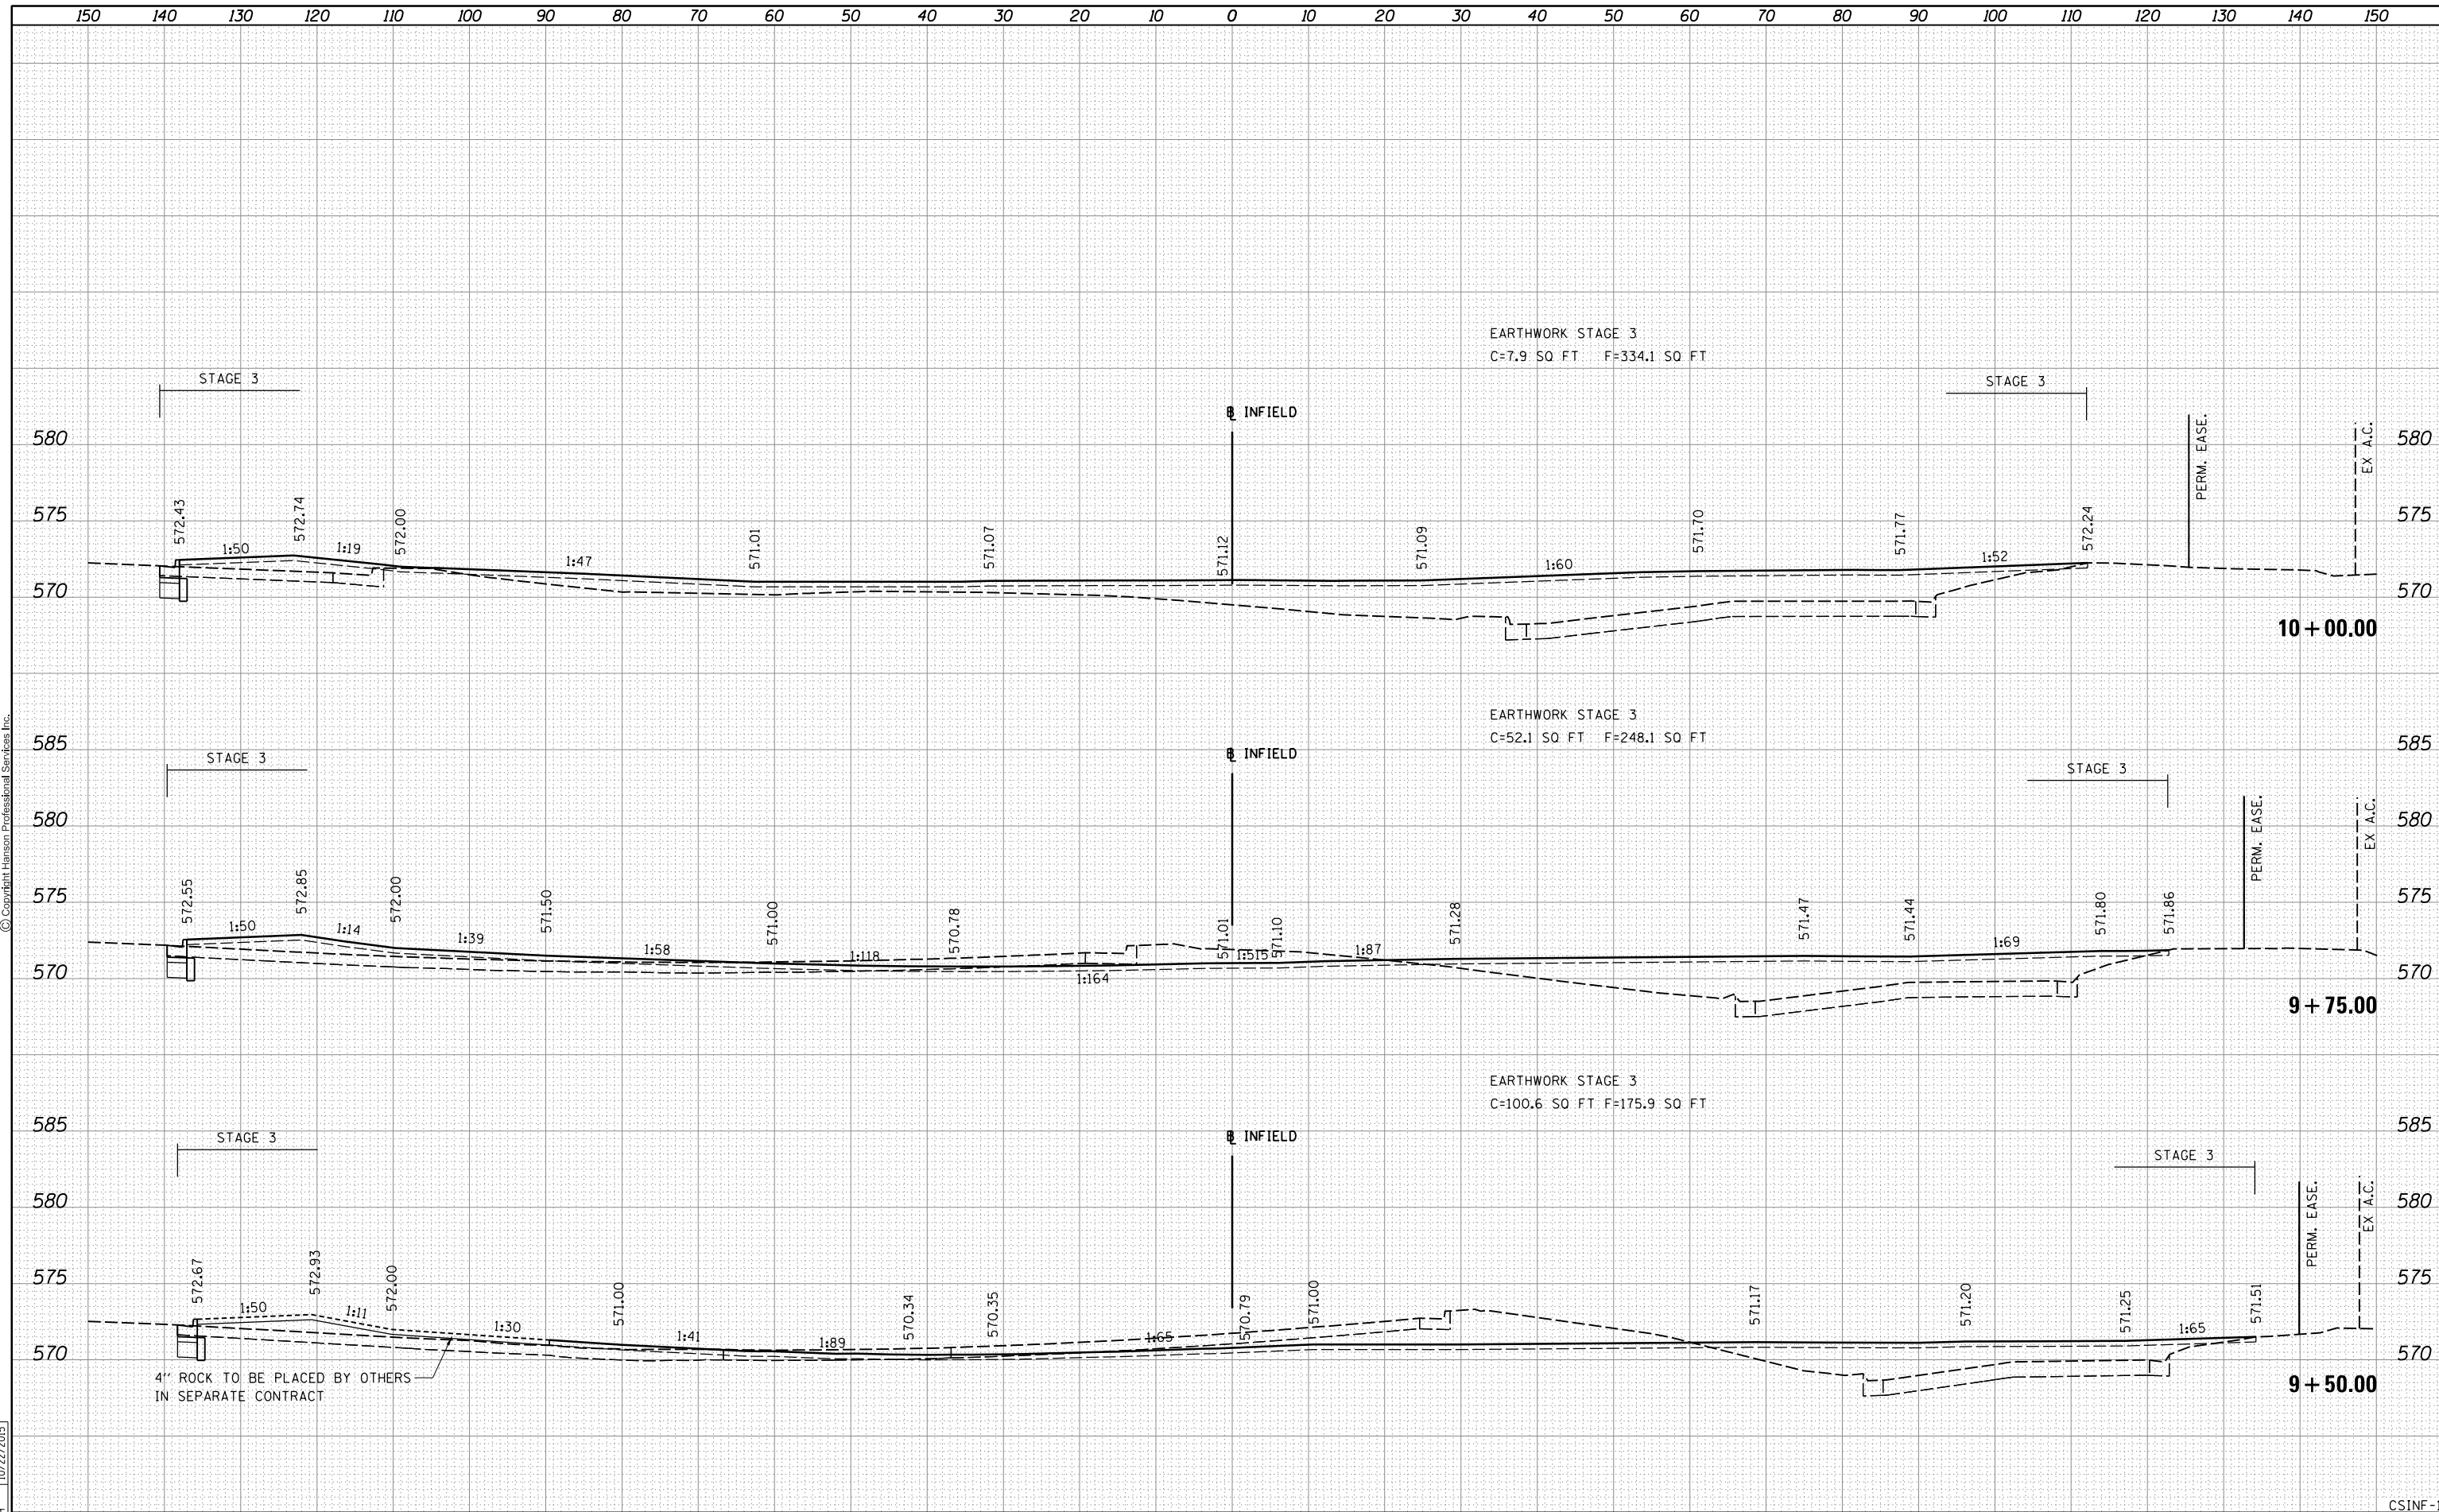 150 140 130 120 110 100 90 80 70 60 50 40 30 20 10 0 10 20 30 40 50 60 70 80 90 100 110 120 130 140 150
EARTHWORK STAGE 3
C=7.9 SQ FT F=334.1 SQ FT
STAGE 3
STAGE 3
INFIELD
PERM. EASE.
EX A.C.
580 580
575 575
570 570
572.43
572.74
572.00
571.01
571.07
571.12
571.09
571.70
571.77
572.24
1:50
1:19
1:47
1:60
1:52
10+00.00
EARTHWORK STAGE 3
C=52.1 SQ FT F=248.1 SQ FT
STAGE 3
STAGE 3
INFIELD
PERM. EASE.
EX A.C.
585 585
580 580
575 575
570 570
572.55
572.85
572.00
571.50
571.00
570.78
571.01
571.10
571.28
571.47
571.44
571.80
571.86
1:50
1:14
1:39
1:58
1:118
1:164
1:515
1:87
1:69
9+75.00
EARTHWORK STAGE 3
C=100.6 SQ FT F=175.9 SQ FT
STAGE 3
STAGE 3
INFIELD
PERM. EASE.
EX A.C.
585 585
580 580
575 575
570 570
572.67
572.93
572.00
571.00
570.34
570.35
570.79
571.00
571.17
571.20
571.25
571.51
1:50
1:11
1:30
1:41
1:89
1:65
1:65
4'' ROCK TO BE PLACED BY OTHERS
IN SEPARATE CONTRACT
9+50.00
© Copyright Hanson Professional Services Inc.
10/22/2015
CSINF-1